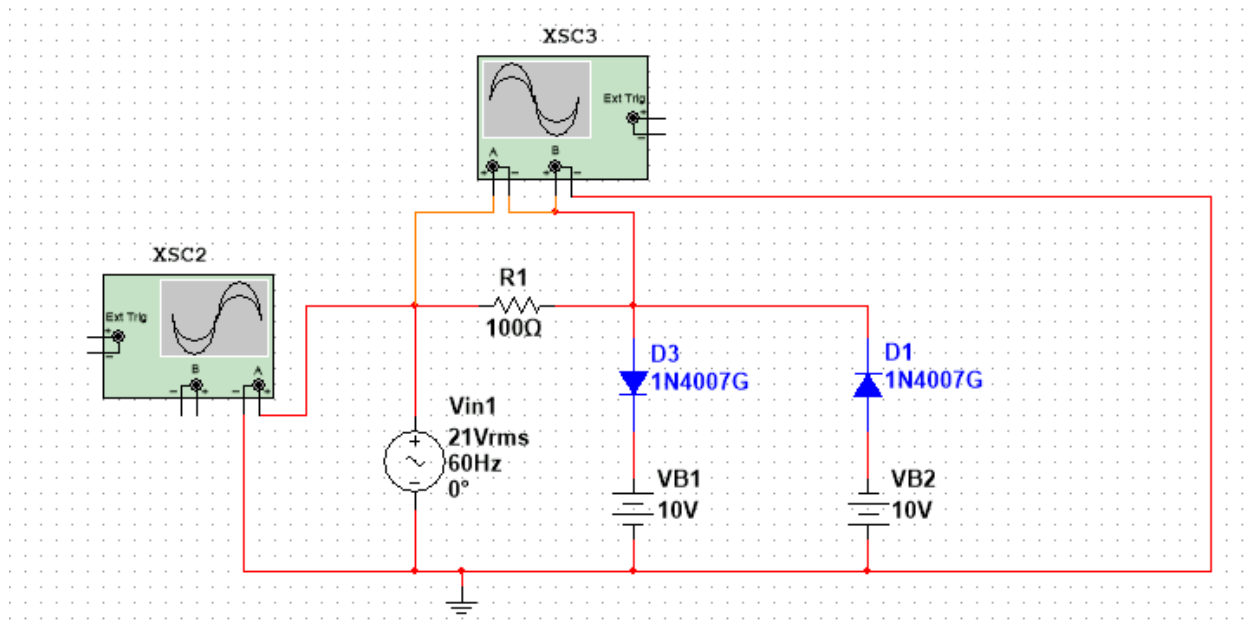 XSC3
Ext Trig
+
-
A
B
+
-
+
-
XSC2
Ext Trig
+
-
B
A
-
+
-
+
R1
100Ω
Vin1
21Vrms
60Hz
0°
+
-
D3
1N4007G
D1
1N4007G
VB1
10V
VB2
10V